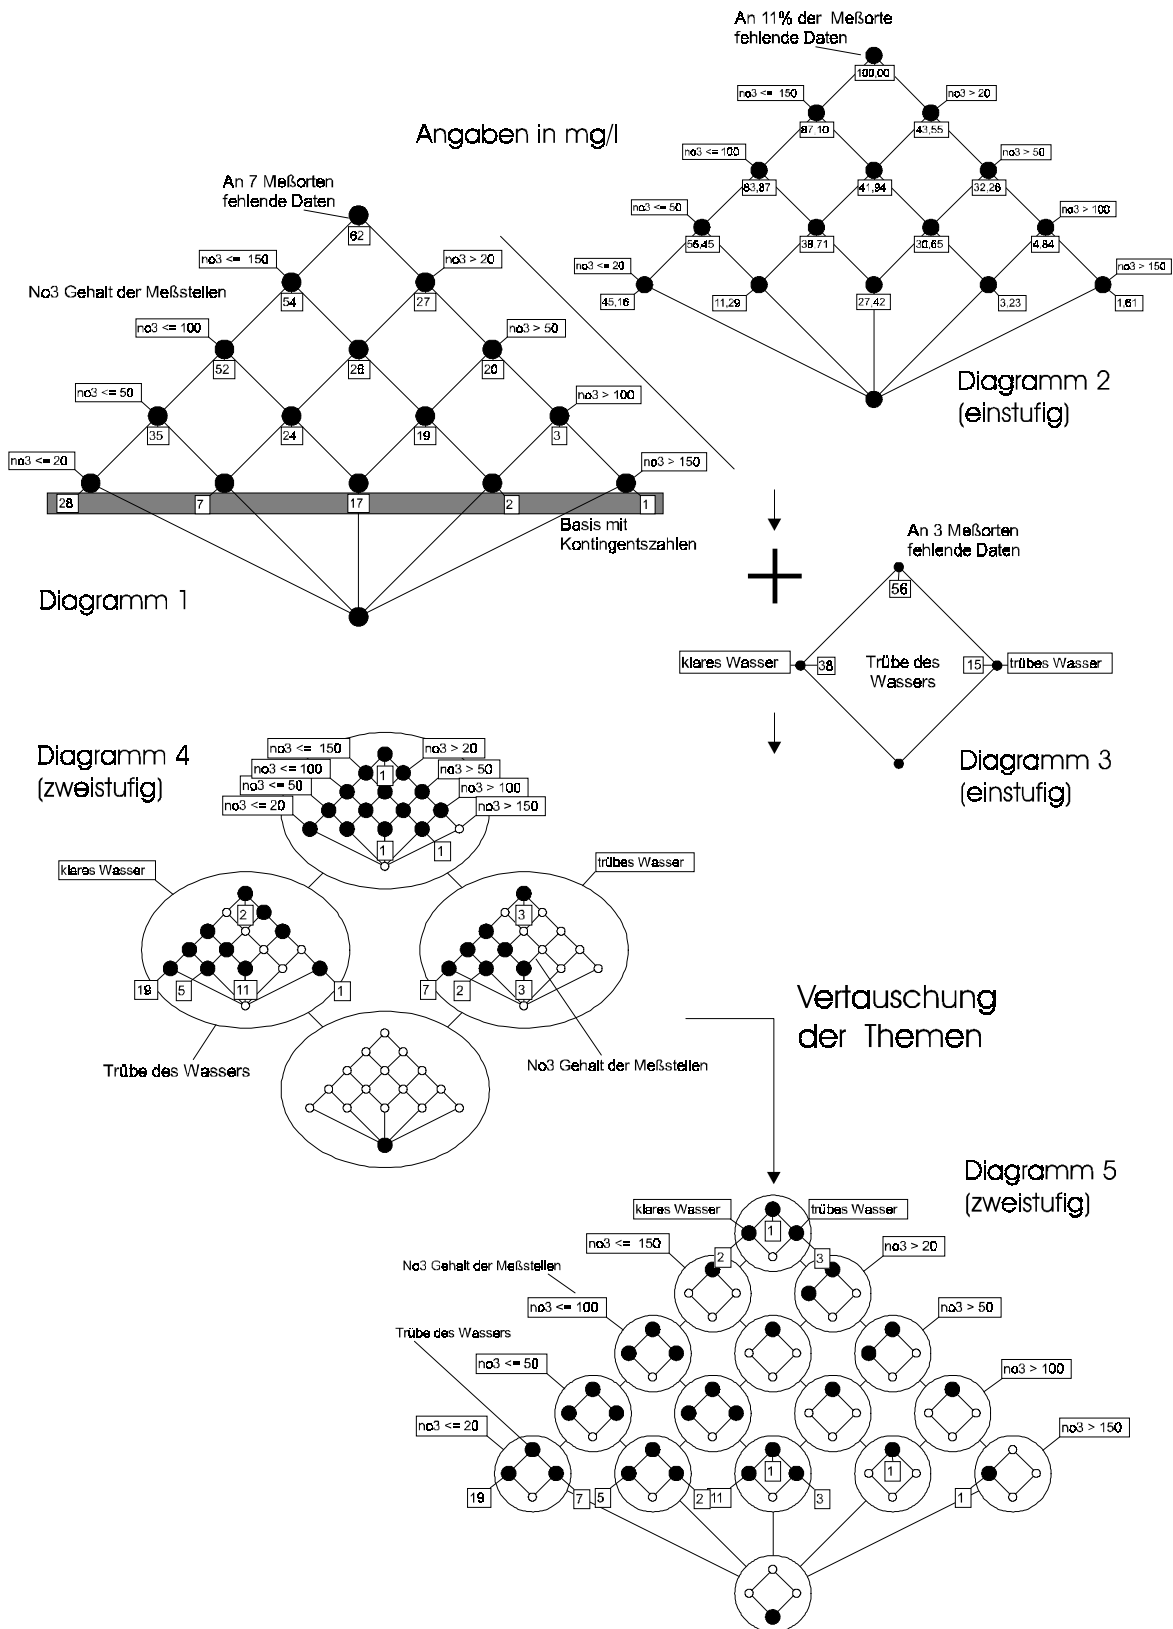 An 11% der Meßorte
fehlende Daten
100,00
no3 <= 150
no3 > 20
87,10
43,55
Angaben in mg/l
no3 <= 100
no3 > 50
83,87
41,94
32,26
no3 <= 50
no3 > 100
38,71
30,65
4,84
no3 <= 20
no3 > 150
45,16
11,29
27,42
3,23
1,61
Diagramm 2
(einstufig)
An 7 Meßorten
fehlende Daten
62
no3 <= 150
no3 > 20
No3 Gehalt der Meßstellen
54
27
no3 <= 100
no3 > 50
52
26
20
no3 <= 50
no3 > 100
35
24
19
3
no3 <= 20
no3 > 150
28
7
17
2
1
Basis mit
Kontingentszahlen
Diagramm 1
An 3 Meßorten
fehlende Daten
56
klares Wasser
38
Trübe des
Wassers
15
trübes Wasser
Diagramm 3
(einstufig)
Diagramm 4
(zweistufig)
no3 <= 150
no3 > 20
no3 <= 100
no3 > 50
no3 <= 50
no3 > 100
no3 <= 20
no3 > 150
1
1
1
klares Wasser
trübes Wasser
2
3
19
5
11
1
7
2
3
Trübe des Wassers
No3 Gehalt der Meßstellen
Vertauschung
der Themen
Diagramm 5
(zweistufig)
klares Wasser
trübes Wasser
1
no3 <= 150
2
3
no3 > 20
No3 Gehalt der Meßstellen
no3 <= 100
no3 > 50
Trübe des Wassers
no3 <= 50
no3 > 100
no3 <= 20
no3 > 150
1
1
19
7
5
2
11
3
1